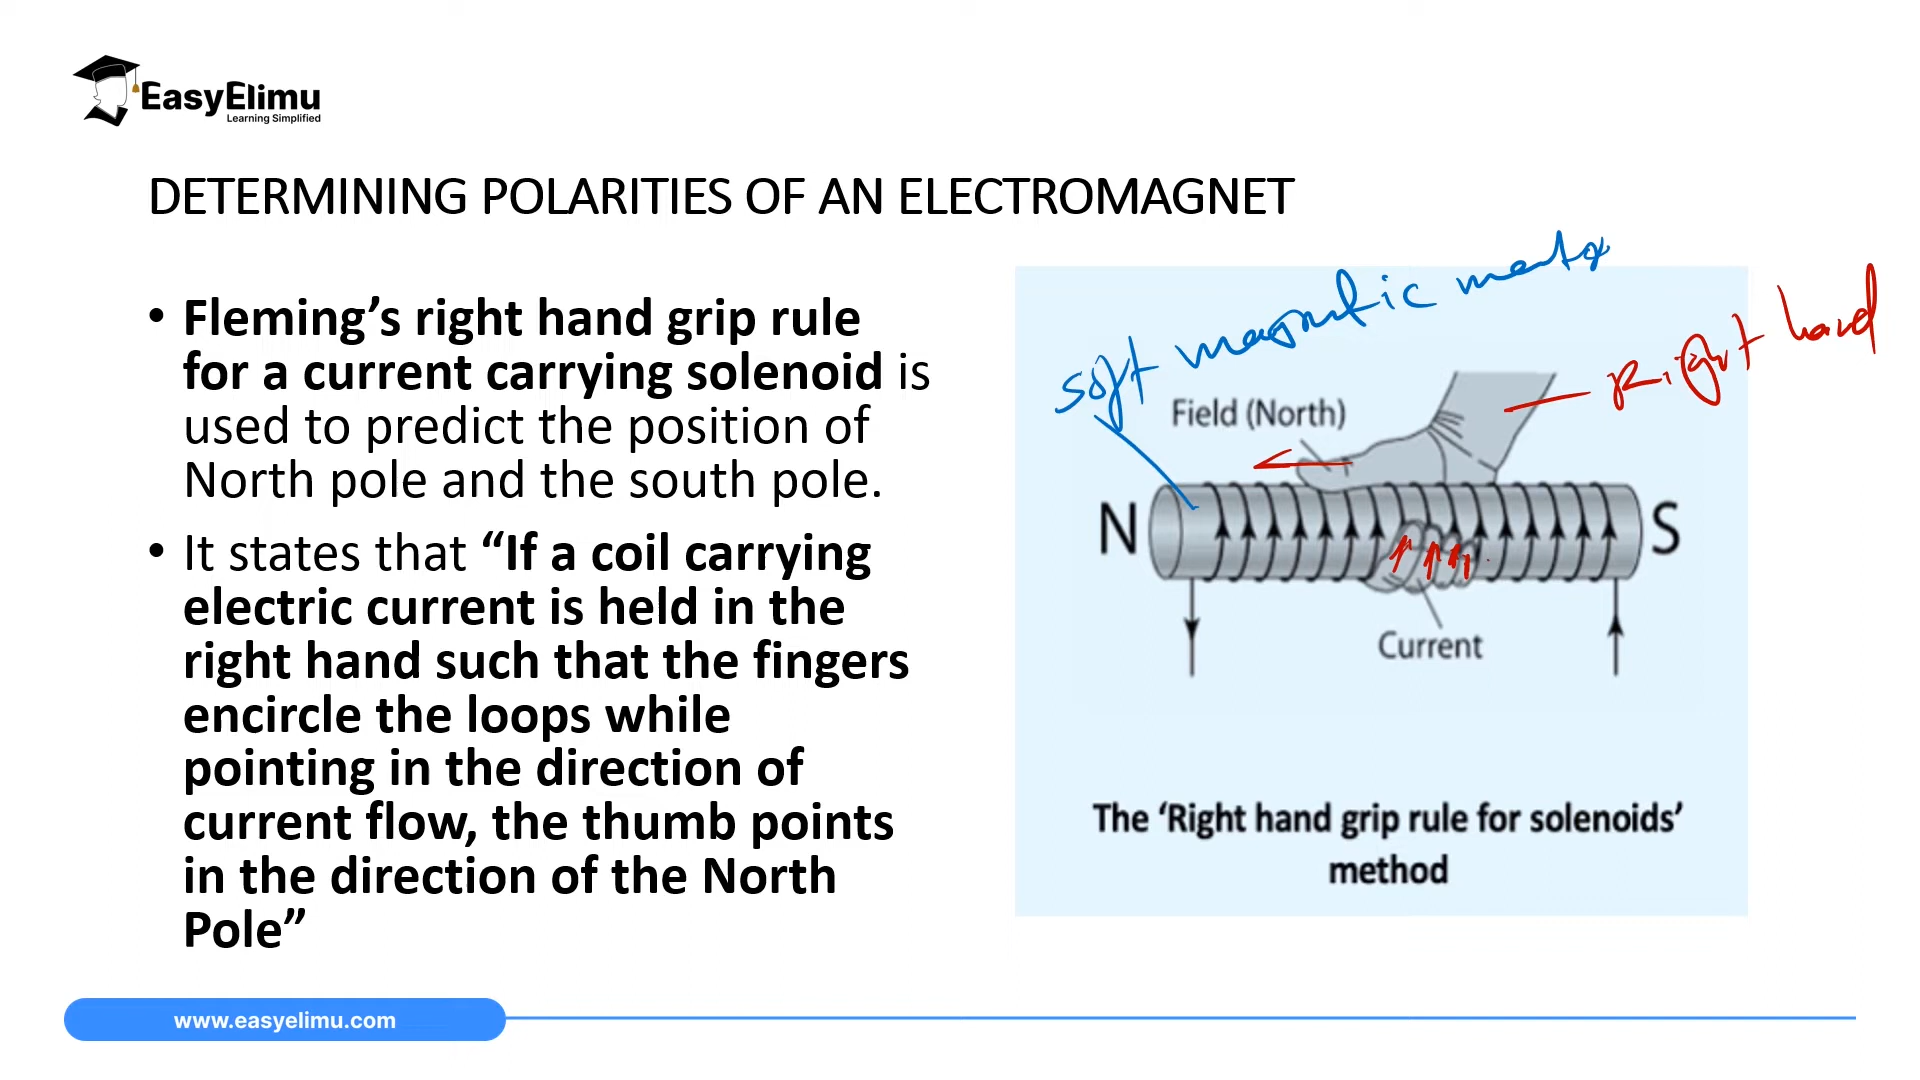 EasyElimu
Learning Simplified
DETERMINING POLARITIES OF AN ELECTROMAGNET
• Fleming’s right hand grip rule
for a current carrying solenoid is
used to predict the position of
North pole and the south pole.
• It states that “If a coil carrying
electric current is held in the
right hand such that the fingers
encircle the loops while
pointing in the direction of
current flow, the thumb points
in the direction of the North
Pole”
soft magnetic
Right hand
Field (North)
N
S
Current
The ‘Right hand grip rule for solenoids’
method
www.easyelimu.com